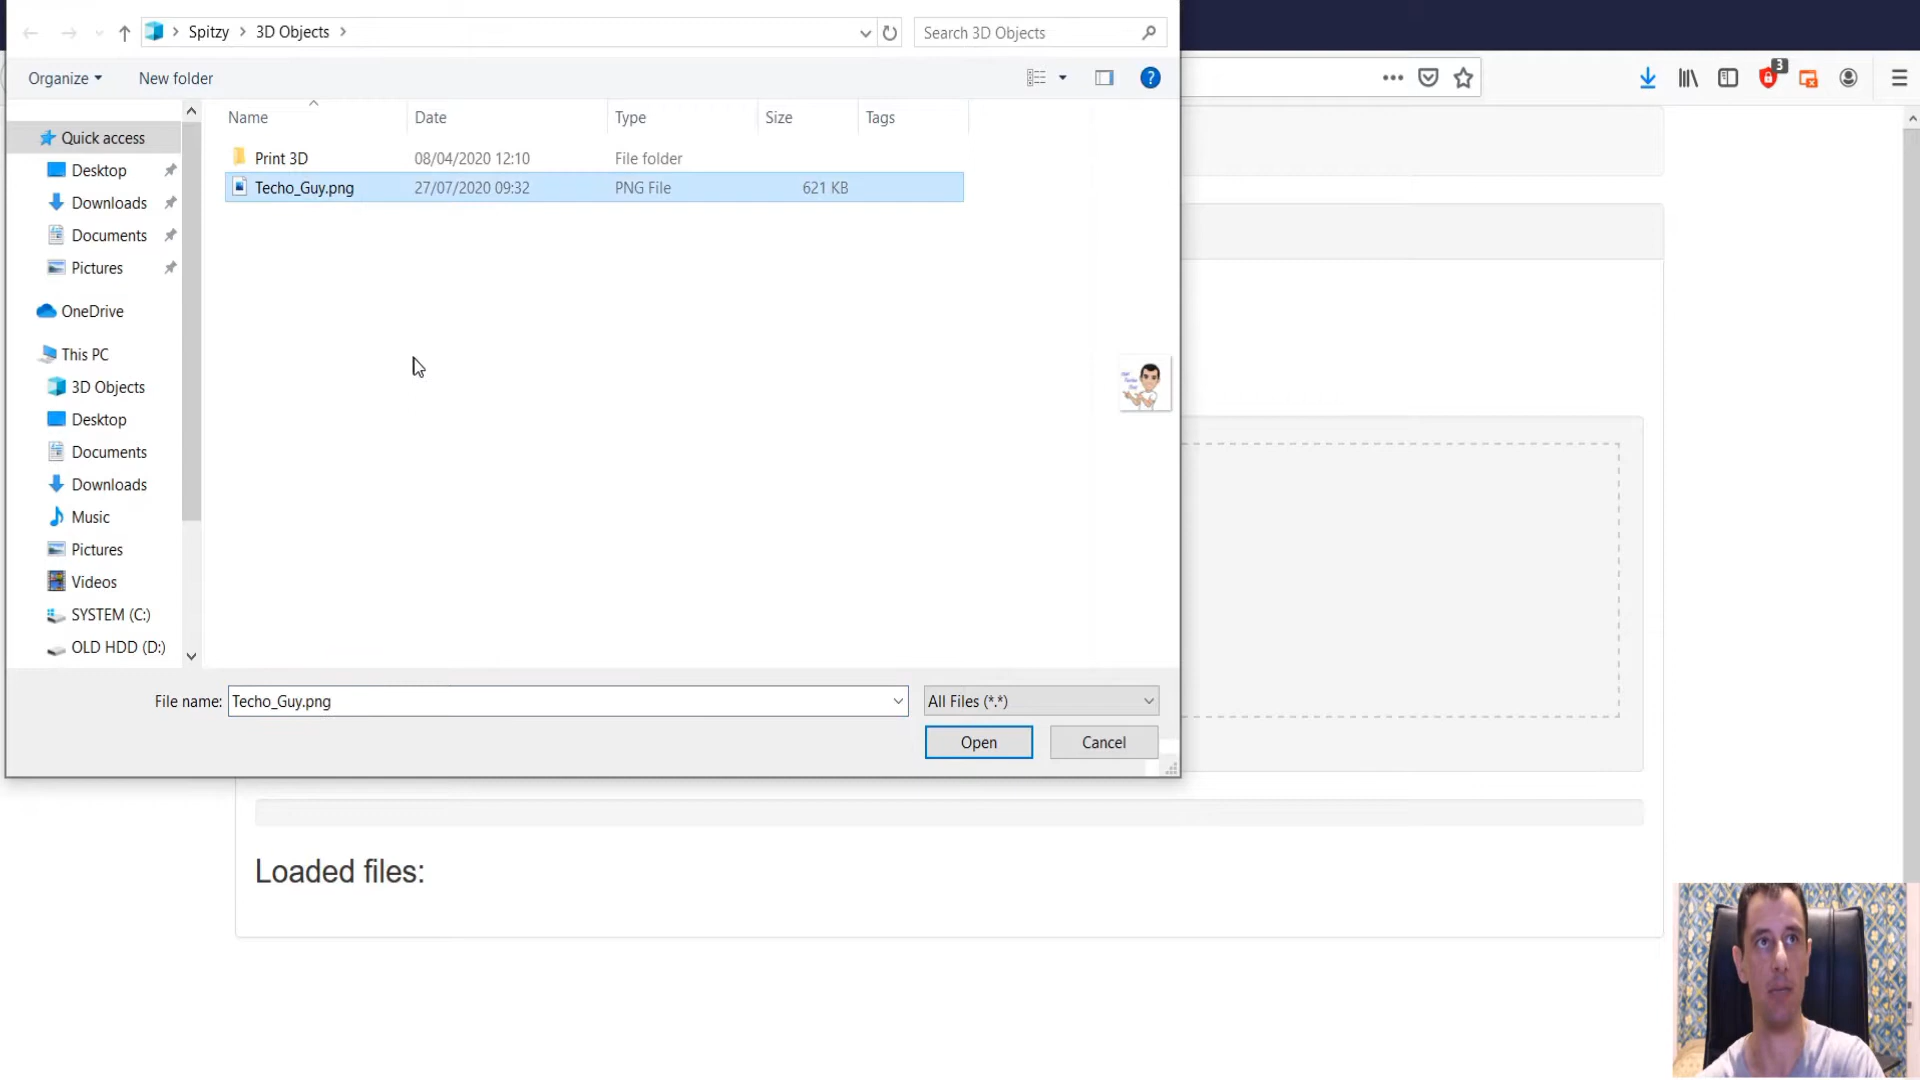 Spitzy > 3D Objects >
Search 3D Objects
Organize
New folder
?
3
Name Date Type Size Tags
Print 3D 08/04/2020 12:10 File folder
Techo_Guy.png 27/07/2020 09:32 PNG File 621 KB
Quick access
Desktop
Downloads
Documents
Pictures
OneDrive
This PC
3D Objects
Desktop
Documents
Downloads
Music
Pictures
Videos
SYSTEM (C:)
OLD HDD (D:)
File name: Techo_Guy.png
All Files (*.*)
Open
Cancel
Loaded files: